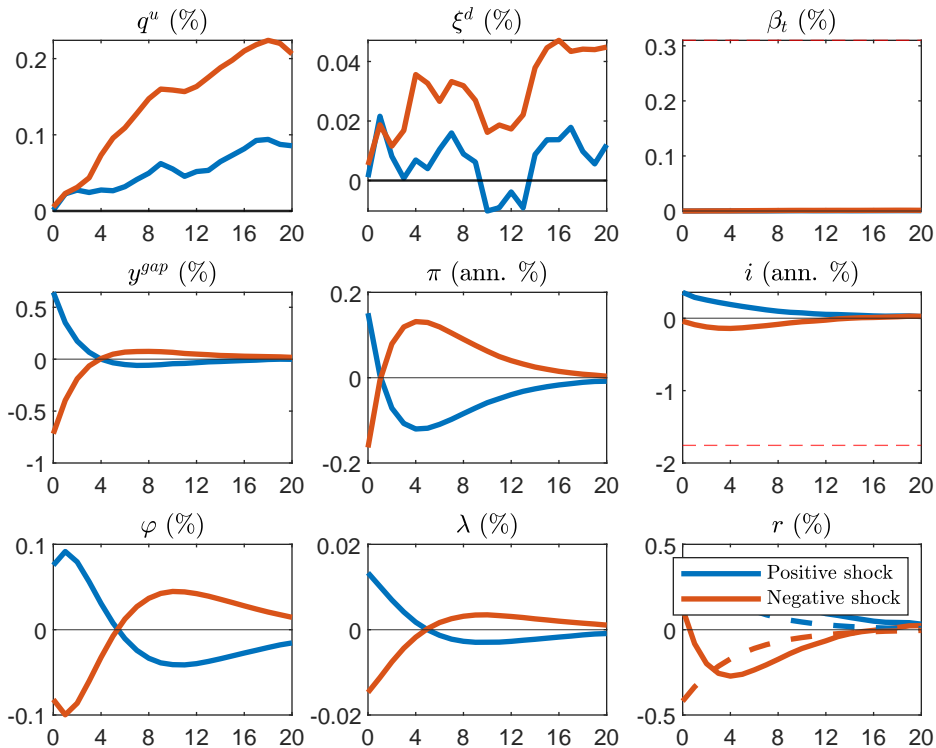 q^u (%)
ξ^d (%)
β_t (%)
0.2
0.1
0
0 4 8 12 16 20
0.04
0.02
0
0 4 8 12 16 20
0.3
0.2
0.1
0
0 4 8 12 16 20
y^{gap} (%)
π (ann. %)
i (ann. %)
0.5
0
-0.5
-1
0 4 8 12 16 20
0.2
0
-0.2
0 4 8 12 16 20
0
-1
-2
0 4 8 12 16 20
φ (%)
λ (%)
r (%)
0.1
0
-0.1
0 4 8 12 16 20
0.02
0
-0.02
0 4 8 12 16 20
0.5
0
-0.5
0 4 8 12 16 20
Positive shock
Negative shock